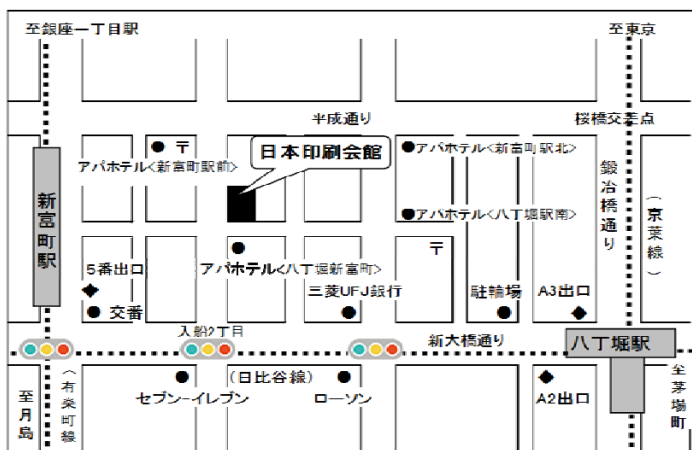 至銀座一丁目駅
至東京
平成通り
桜橋交差点
〒
日本印刷会館
アパホテル<新富町駅前>
アパホテル<新富町駅北>
新富町駅
鍛冶橋通り
(京葉線)
アパホテル<八丁堀駅南>
〒
5番出口
アパホテル<八丁堀新富町>
三菱UFJ銀行
駐輪場
A3出口
交番
入船2丁目
新大橋通り
八丁堀駅
(日比谷線)
セブン-イレブン
ローソン
A2出口
至月島
(有楽町線
至茅場町